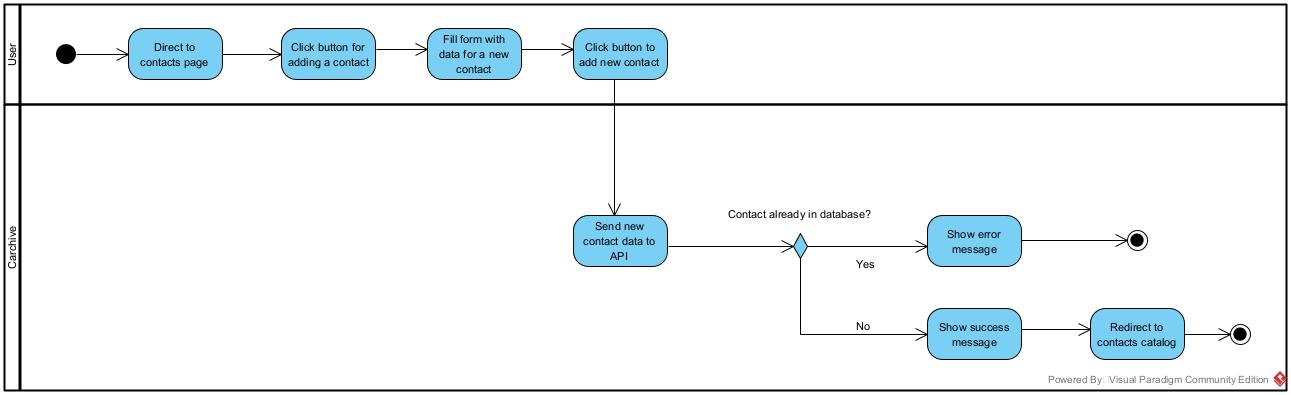 User
Direct to
contacts page
Click button for
adding a contact
Fill form with
data for a new
contact
Click button to
add new contact
Carchive
Send new
contact data to
API
Contact already in database?
Yes
Show error
message
No
Show success
message
Redirect to
contacts catalog
Powered By Visual Paradigm Community Edition